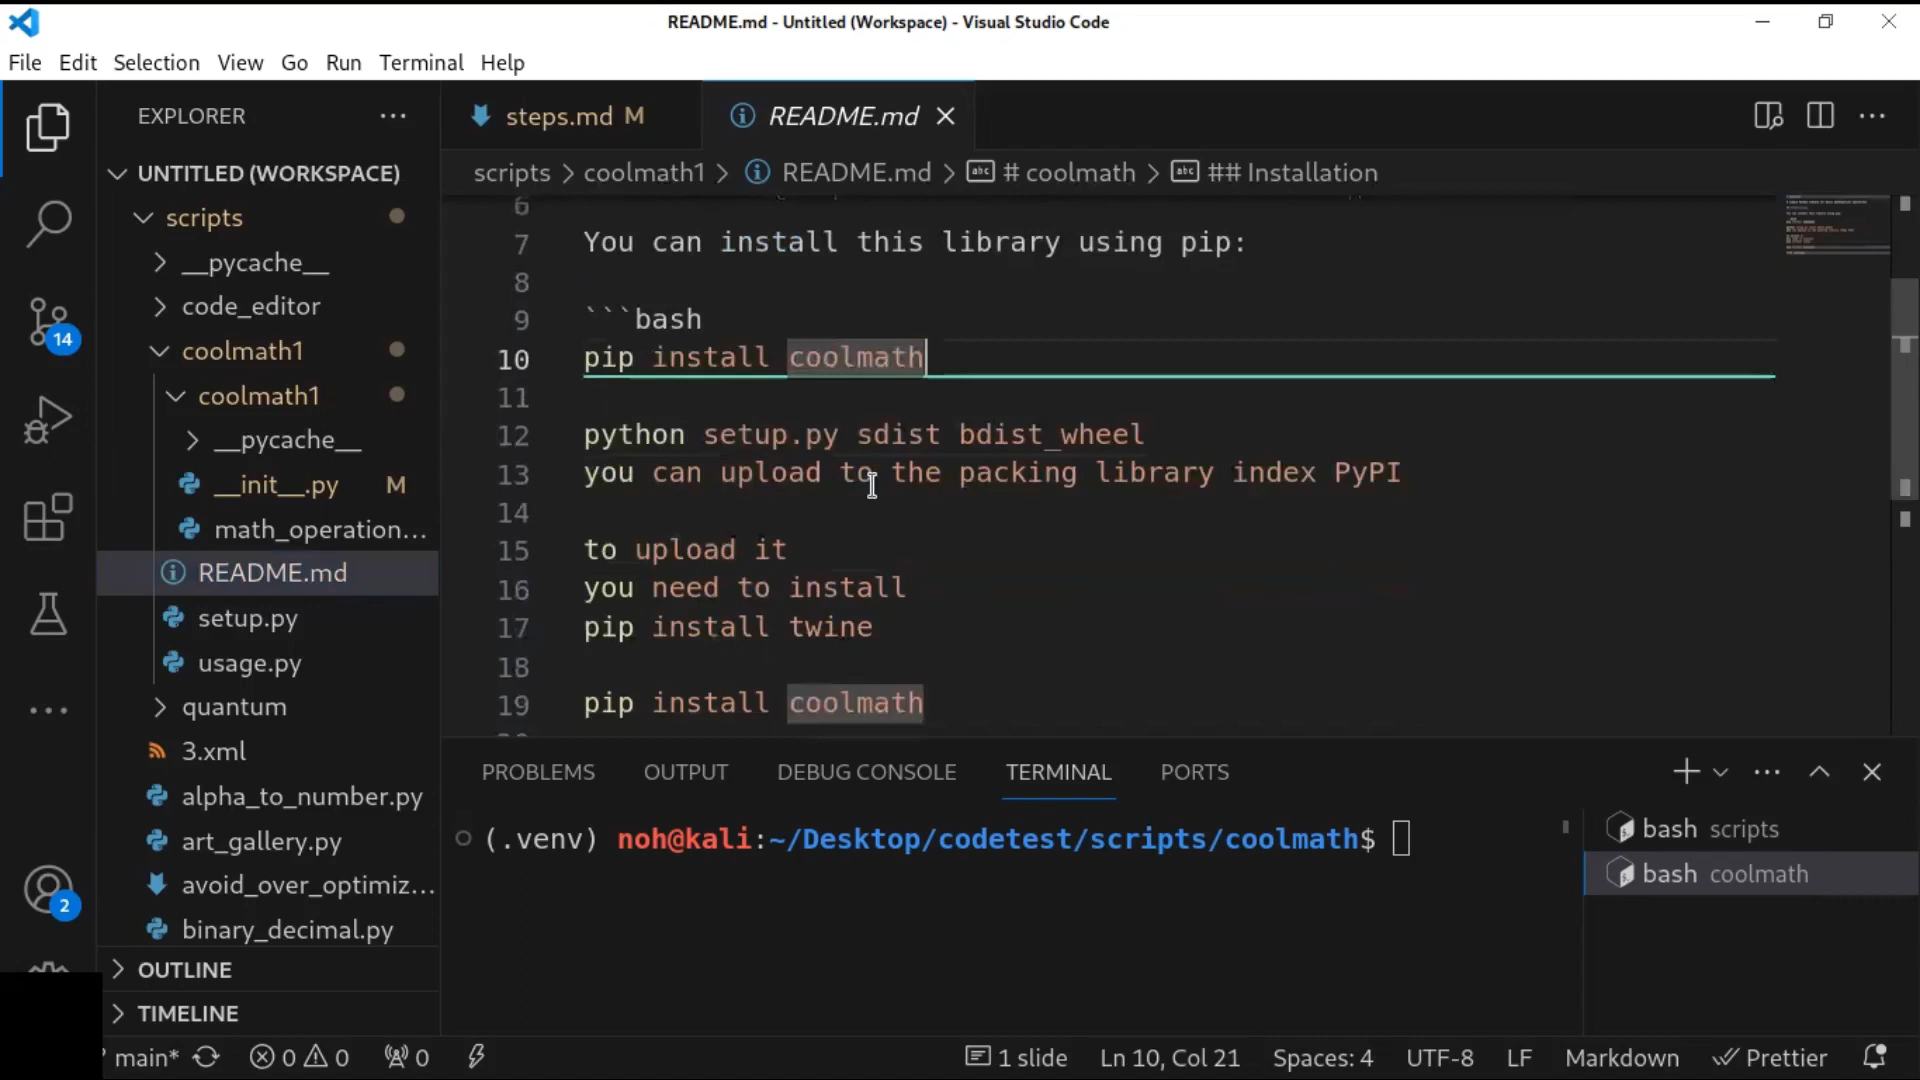 README.md - Untitled (Workspace) - Visual Studio Code
File Edit Selection View Go Run Terminal Help
EXPLORER
steps.md M
README.md
UNTITLED (WORKSPACE)
scripts > coolmath1 > README.md > # coolmath > ## Installation
scripts
__pycache__
code_editor
coolmath1
coolmath1
__pycache__
__init__.py M
math_operation...
README.md
setup.py
usage.py
quantum
3.xml
alpha_to_number.py
art_gallery.py
avoid_over_optimiz...
binary_decimal.py
OUTLINE
TIMELINE
14
2
6
7 You can install this library using pip:
8
9 ```bash
10 pip install coolmath
11
12 python setup.py sdist bdist_wheel
13 you can upload to the packing library index PyPI
14
15 to upload it
16 you need to install
17 pip install twine
18
19 pip install coolmath
PROBLEMS OUTPUT DEBUG CONSOLE TERMINAL PORTS
(.venv) noh@kali:~/Desktop/codetest/scripts/coolmath$
bash scripts
bash coolmath
main* 0 0 0 1 slide Ln 10, Col 21 Spaces: 4 UTF-8 LF Markdown Prettier